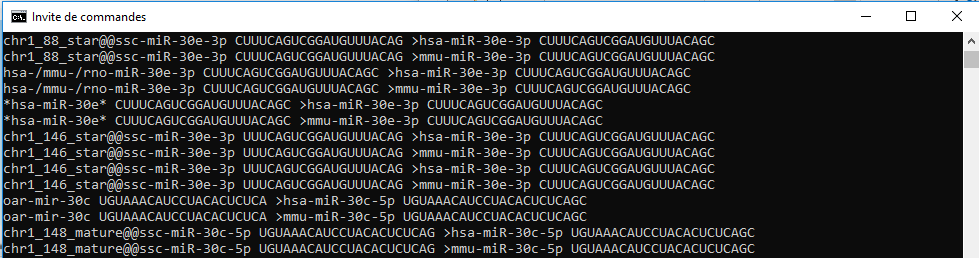 Invite de commandes
chr1_88_star@@ssc-miR-30e-3p CUUUCAGUCGGAUGUUUACAG >hsa-miR-30e-3p CUUUCAGUCGGAUGUUUACAGC
chr1_88_star@@ssc-miR-30e-3p CUUUCAGUCGGAUGUUUACAG >mmu-miR-30e-3p CUUUCAGUCGGAUGUUUACAGC
hsa-/mmu-/rno-miR-30e-3p CUUUCAGUCGGAUGUUUACAGC >hsa-miR-30e-3p CUUUCAGUCGGAUGUUUACAGC
hsa-/mmu-/rno-miR-30e-3p CUUUCAGUCGGAUGUUUACAGC >mmu-miR-30e-3p CUUUCAGUCGGAUGUUUACAGC
*hsa-miR-30e* CUUUCAGUCGGAUGUUUACAGC >hsa-miR-30e-3p CUUUCAGUCGGAUGUUUACAGC
*hsa-miR-30e* CUUUCAGUCGGAUGUUUACAGC >mmu-miR-30e-3p CUUUCAGUCGGAUGUUUACAGC
chr1_146_star@@ssc-miR-30e-3p UUUCAGUCGGAUGUUUACAG >hsa-miR-30e-3p CUUUCAGUCGGAUGUUUACAGC
chr1_146_star@@ssc-miR-30e-3p UUUCAGUCGGAUGUUUACAG >mmu-miR-30e-3p CUUUCAGUCGGAUGUUUACAGC
chr1_146_star@@ssc-miR-30e-3p UUUCAGUCGGAUGUUUACAG >hsa-miR-30e-3p CUUUCAGUCGGAUGUUUACAGC
chr1_146_star@@ssc-miR-30e-3p UUUCAGUCGGAUGUUUACAG >mmu-miR-30e-3p CUUUCAGUCGGAUGUUUACAGC
oar-mir-30c UGUAAACAUCCUACACUCUCA >hsa-miR-30c-5p UGUAAACAUCCUACACUCUCAGC
oar-mir-30c UGUAAACAUCCUACACUCUCA >mmu-miR-30c-5p UGUAAACAUCCUACACUCUCAGC
chr1_148_mature@@ssc-miR-30c-5p UGUAAACAUCCUACACUCUCAG >hsa-miR-30c-5p UGUAAACAUCCUACACUCUCAGC
chr1_148_mature@@ssc-miR-30c-5p UGUAAACAUCCUACACUCUCAG >mmu-miR-30c-5p UGUAAACAUCCUACACUCUCAGC